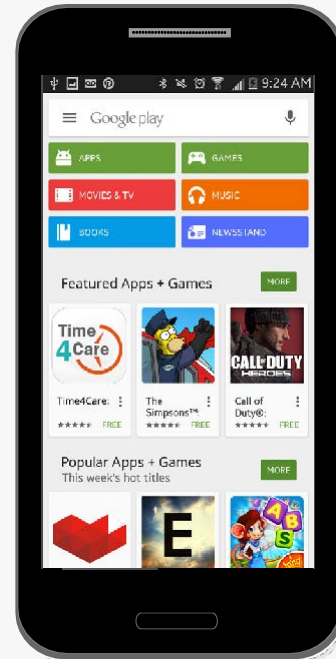 9:24 AM
Google play
APPS
GAMES
MOVIES & TV
MUSIC
BOOKS
NEWSSTAND
Featured Apps + Games
MORE
Time
4Care
CALL OF DUTY
HEROES
Time4Care:
The
Simpsons™:
Call of
Duty®:
FREE
FREE
FREE
Popular Apps + Games
MORE
This week's hot titles
E
A B
S